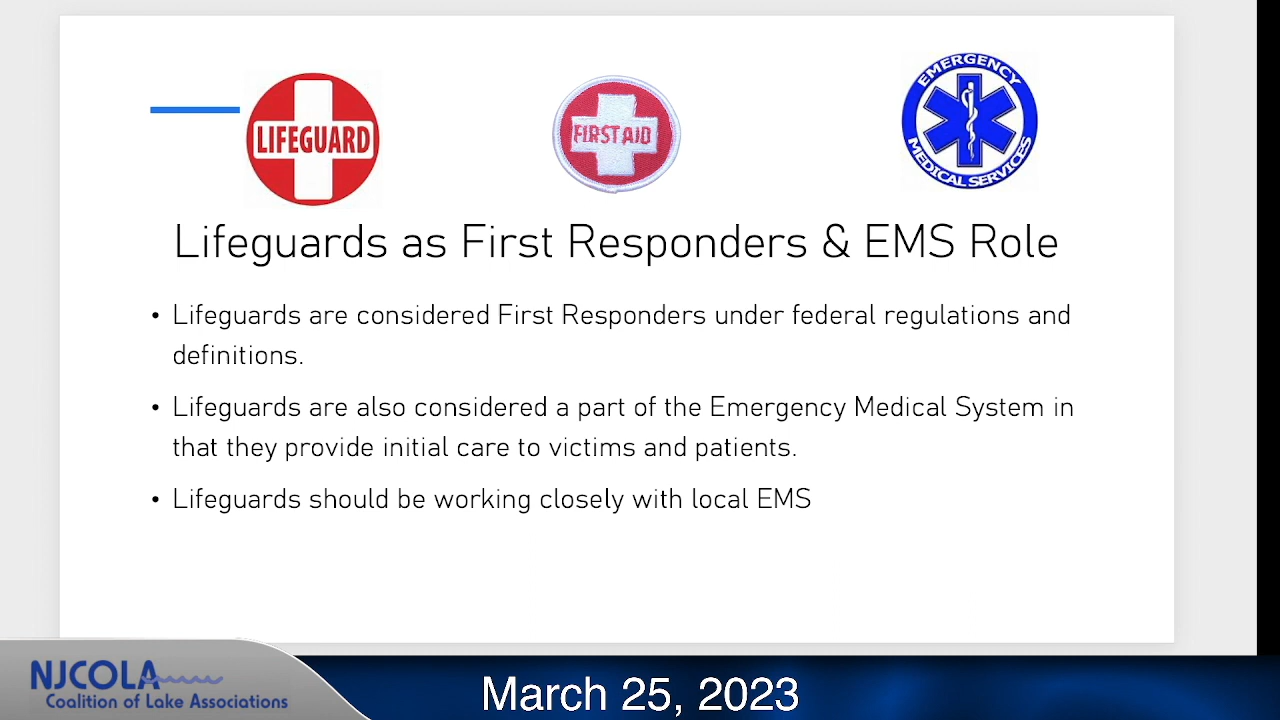 LIFEGUARD
FIRST AID
EMERGENCY
MEDICAL SERVICES
Lifeguards as First Responders & EMS Role
• Lifeguards are considered First Responders under federal regulations and
definitions.
• Lifeguards are also considered a part of the Emergency Medical System in
that they provide initial care to victims and patients.
• Lifeguards should be working closely with local EMS
NJCOLA
Coalition of Lake Associations
March 25, 2023